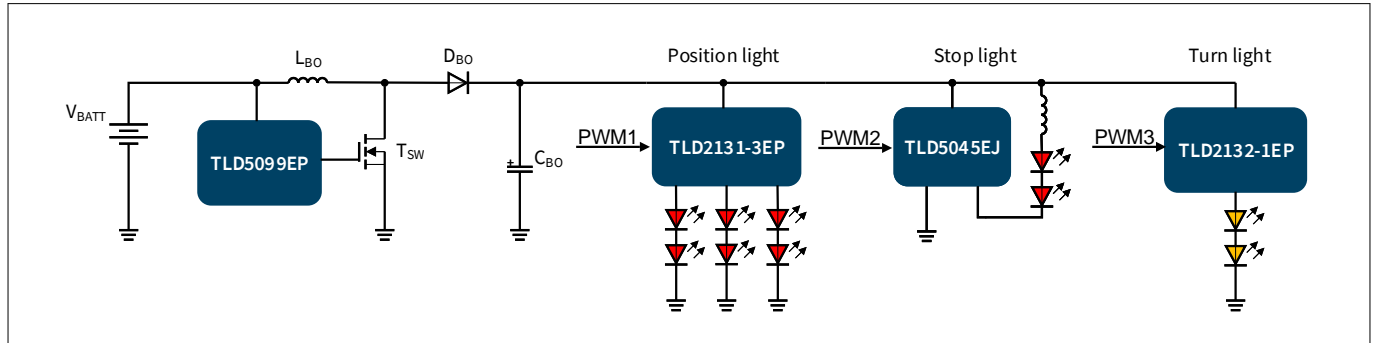 Position light
Stop light
Turn light
L_BO
D_BO
V_BATT
TLD5099EP
T_SW
C_BO
+
PWM1
TLD2131-3EP
PWM2
TLD5045EJ
PWM3
TLD2132-1EP